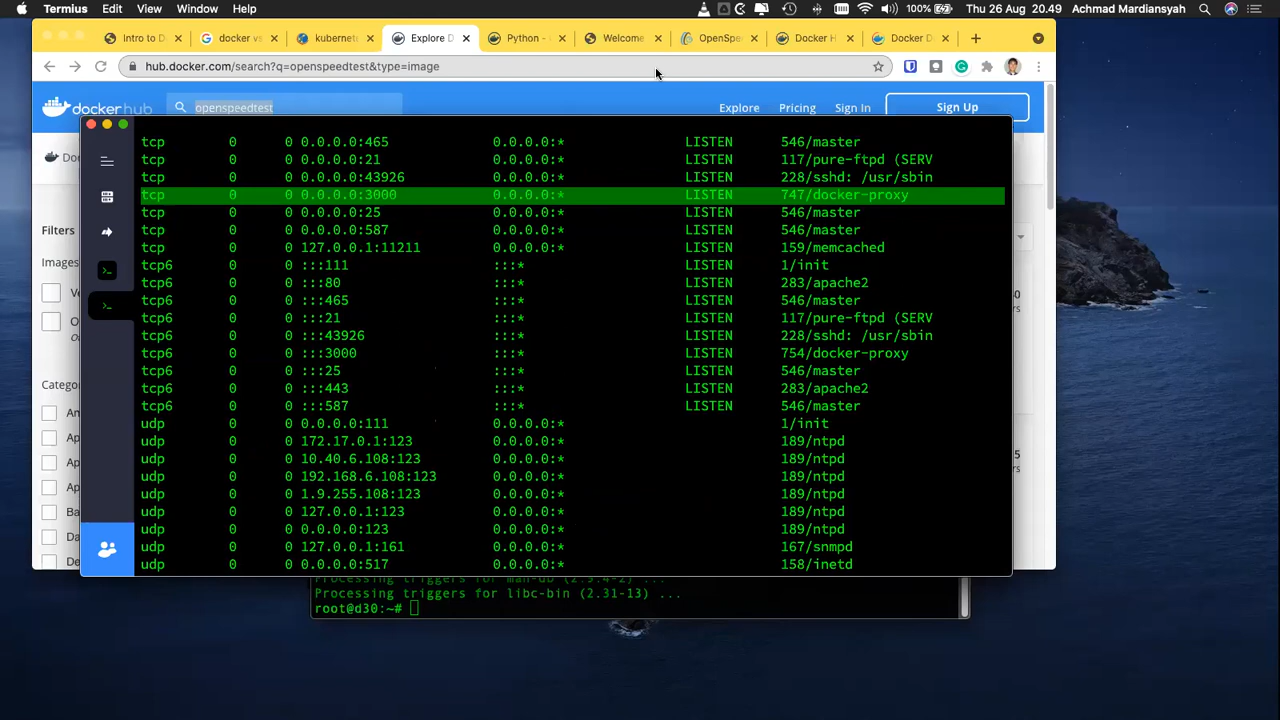 Termius Edit View Window Help 100% Thu 26 Aug 20.49 Achmad Mardiansyah
Intro to D docker vs kubernete Explore D Python - Welcome OpenSpe Docker H Docker D
hub.docker.com/search?q=openspeedtest&type=image
dockerhub openspeedtest Explore Pricing Sign In Sign Up
Filters
Images
Categor
tcp 0 0 0.0.0.0:465 0.0.0.0:* LISTEN 546/master
tcp 0 0 0.0.0.0:21 0.0.0.0:* LISTEN 117/pure-ftpd (SERV
tcp 0 0 0.0.0.0:43926 0.0.0.0:* LISTEN 228/sshd: /usr/sbin
tcp 0 0 0.0.0.0:3000 0.0.0.0:* LISTEN 747/docker-proxy
tcp 0 0 0.0.0.0:25 0.0.0.0:* LISTEN 546/master
tcp 0 0 0.0.0.0:587 0.0.0.0:* LISTEN 546/master
tcp 0 0 127.0.0.1:11211 0.0.0.0:* LISTEN 159/memcached
tcp6 0 0 :::111 :::* LISTEN 1/init
tcp6 0 0 :::80 :::* LISTEN 283/apache2
tcp6 0 0 :::465 :::* LISTEN 546/master
tcp6 0 0 :::21 :::* LISTEN 117/pure-ftpd (SERV
tcp6 0 0 :::43926 :::* LISTEN 228/sshd: /usr/sbin
tcp6 0 0 :::3000 :::* LISTEN 754/docker-proxy
tcp6 0 0 :::25 :::* LISTEN 546/master
tcp6 0 0 :::443 :::* LISTEN 283/apache2
tcp6 0 0 :::587 :::* LISTEN 546/master
udp 0 0 0.0.0.0:111 0.0.0.0:* 1/init
udp 0 0 172.17.0.1:123 0.0.0.0:* 189/ntpd
udp 0 0 10.40.6.108:123 0.0.0.0:* 189/ntpd
udp 0 0 192.168.6.108:123 0.0.0.0:* 189/ntpd
udp 0 0 1.9.255.108:123 0.0.0.0:* 189/ntpd
udp 0 0 127.0.0.1:123 0.0.0.0:* 189/ntpd
udp 0 0 0.0.0.0:123 0.0.0.0:* 189/ntpd
udp 0 0 127.0.0.1:161 0.0.0.0:* 167/snmpd
udp 0 0 0.0.0.0:517 0.0.0.0:* 158/inetd
Processing triggers for man-db (2.9.4-2) ...
Processing triggers for libc-bin (2.31-13) ...
root@d30:~#